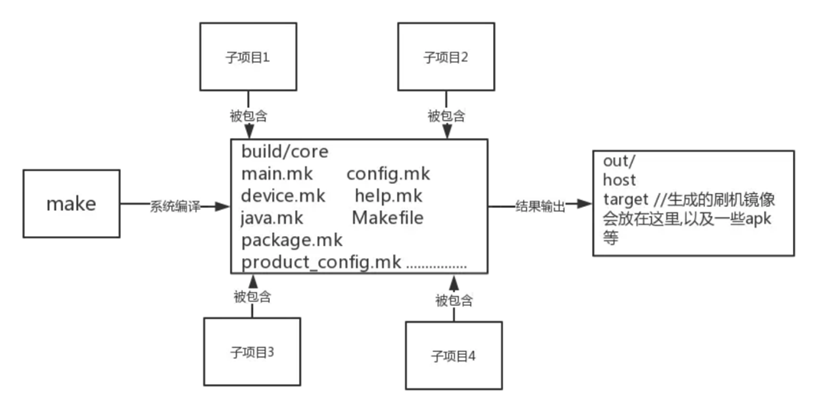 子项目1
子项目2
被包含
被包含
build/core
main.mk config.mk
device.mk help.mk
java.mk Makefile
package.mk
product_config.mk ...............
make
系统编译
结果输出
out/
host
target //生成的刷机镜像
会放在这里,以及一些apk
等
被包含
被包含
子项目3
子项目4